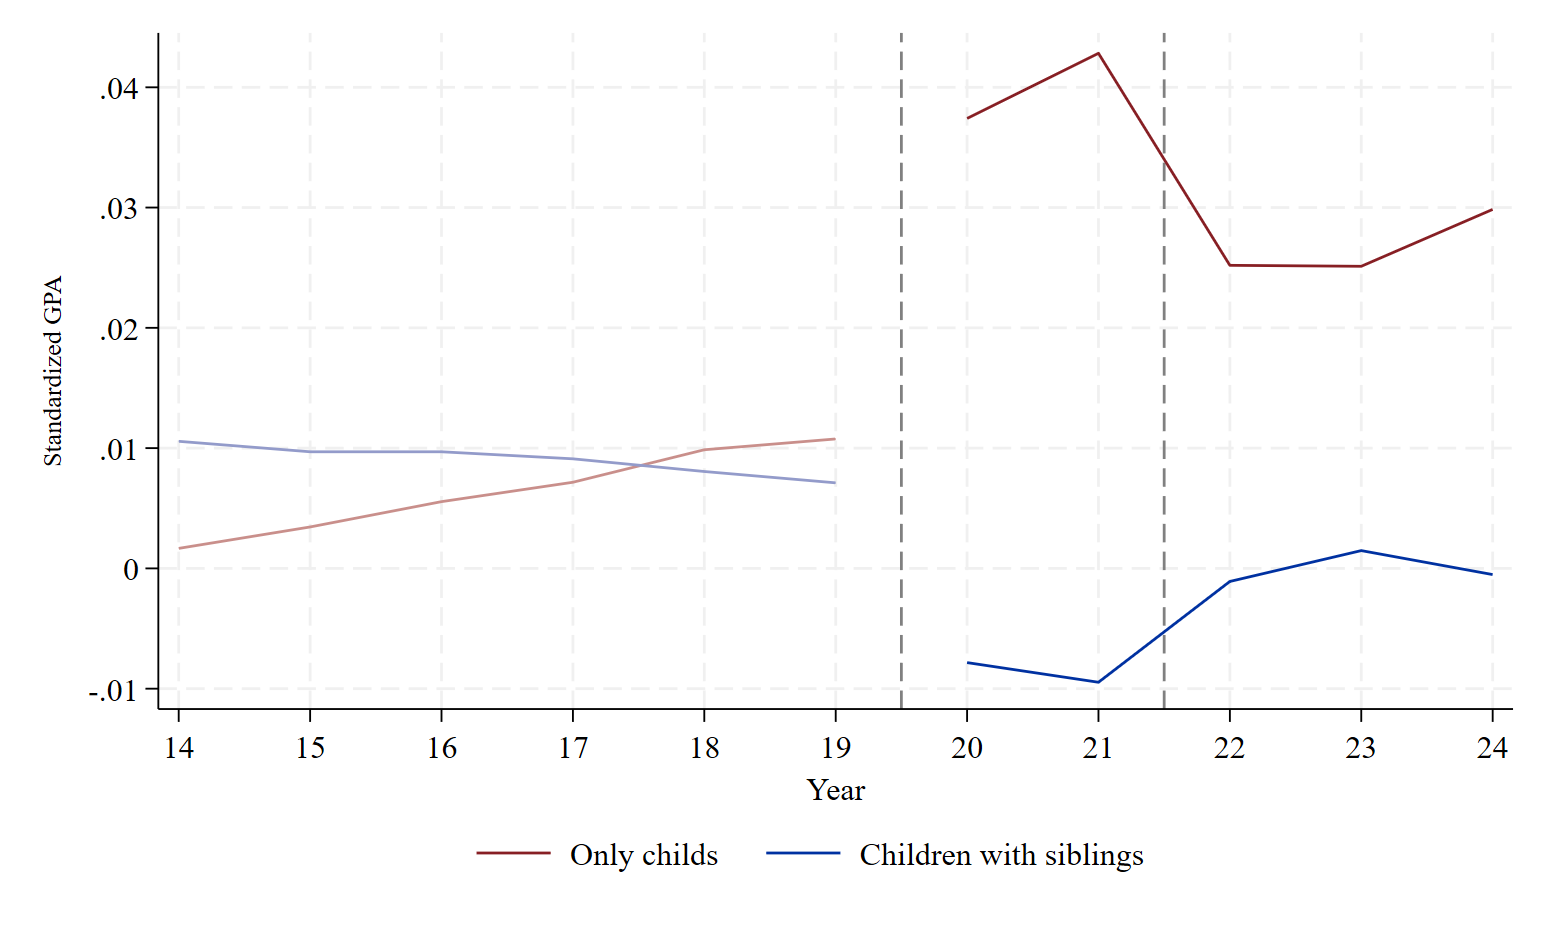 .04
.03
.02
.01
0
-.01
Standardized GPA
14 15 16 17 18 19 20 21 22 23 24
Year
Only childs Children with siblings